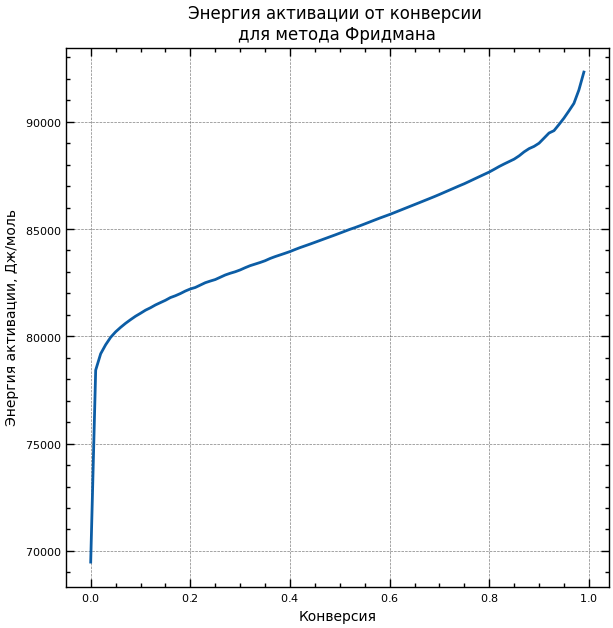 Энергия активации от конверсии
для метода Фридмана
Энергия активации, Дж/моль
90000
85000
80000
75000
70000
0.0 0.2 0.4 0.6 0.8 1.0
Конверсия